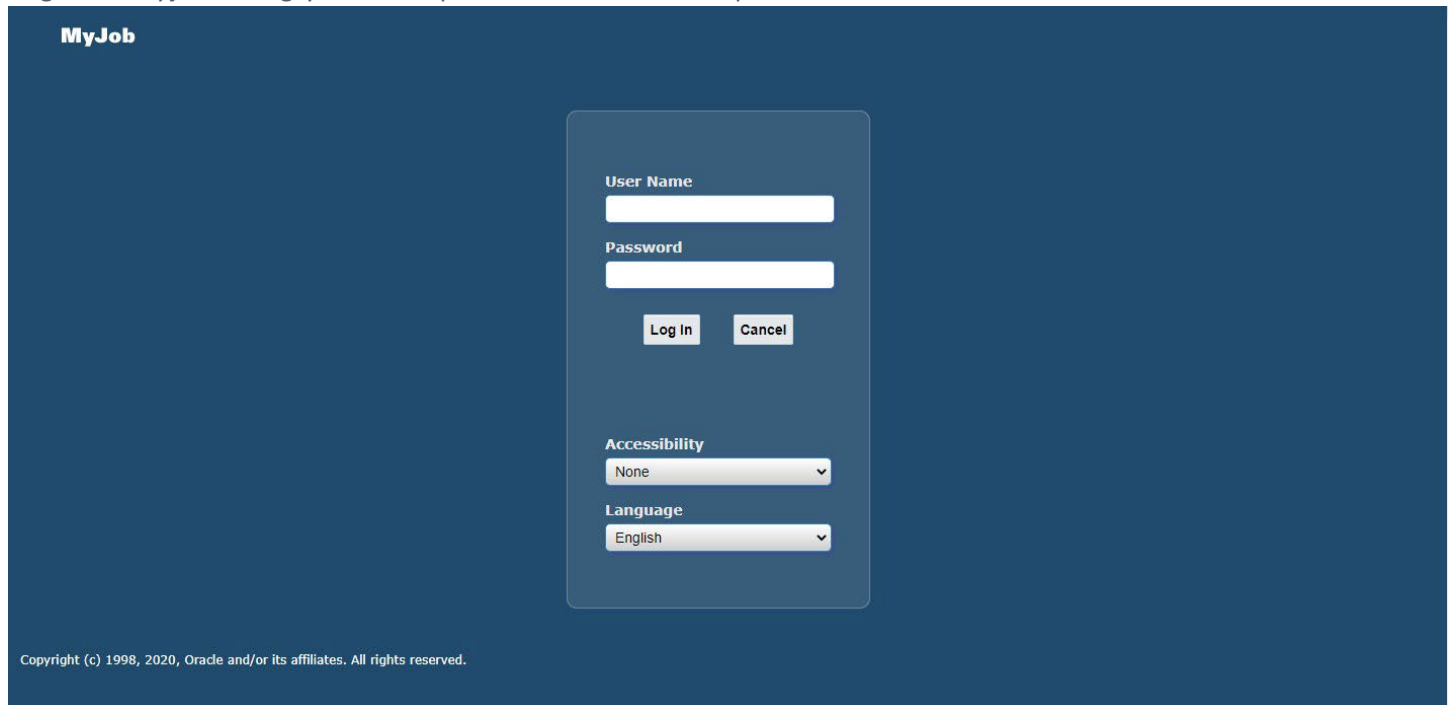 MyJob
User Name
Password
Log In Cancel
Accessibility
None
Language
English
Copyright (c) 1998, 2020, Oracle and/or its affiliates. All rights reserved.